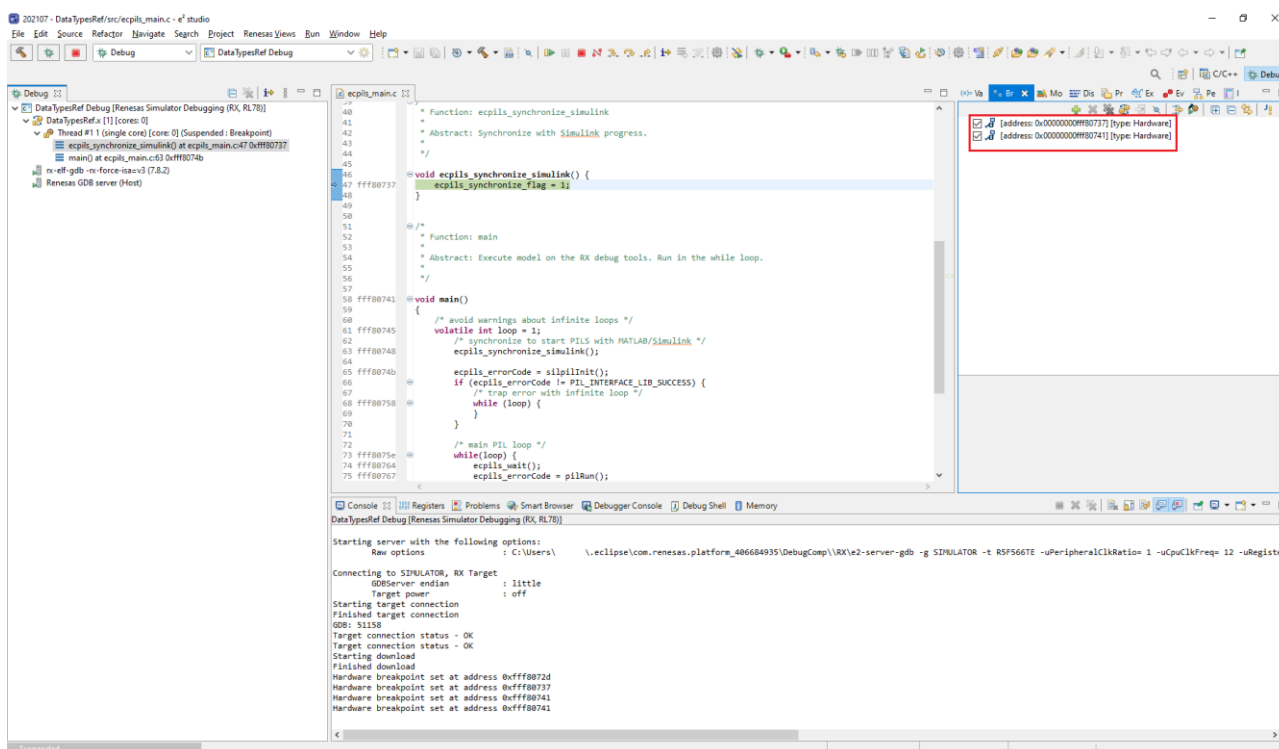 202107 - DataTypesRef/src/ecpils_main.c - e² studio
File Edit Source Refactor Navigate Search Project Renesas Views Run Window Help
Debug DataTypesRef Debug
C/C++ Debu
Debug
DataTypesRef Debug [Renesas Simulator Debugging (RX, RL78)]
DataTypesRef.x [1] [cores: 0]
Thread #1 1 (single core) [core: 0] (Suspended : Breakpoint)
ecpils_synchronize_simulink() at ecpils_main.c:47 0xfff80737
main() at ecpils_main.c:63 0xfff8074b
rx-elf-gdb -rx-force-isa=v3 (7.8.2)
Renesas GDB server (Host)
ecpils_main.c
39
40 * Function: ecpils_synchronize_simulink
41 *
42 * Abstract: Synchronize with Simulink progress.
43 *
44 */
45
46 void ecpils_synchronize_simulink() {
47 fff80737 ecpils_synchronize_flag = 1;
48 }
49
50
51 /*
52 * Function: main
53 *
54 * Abstract: Execute model on the RX debug tools. Run in the while loop.
55 *
56 */
57
58 fff80741 void main()
59 {
60 /* avoid warnings about infinite loops */
61 fff80745 volatile int loop = 1;
62 /* synchronize to start PILS with MATLAB/Simulink */
63 fff80748 ecpils_synchronize_simulink();
64
65 fff8074b ecpils_errorCode = silpilInit();
66 if (ecpils_errorCode != PIL_INTERFACE_LIB_SUCCESS) {
67 /* trap error with infinite loop */
68 fff80758 while (loop) {
69 }
70 }
71
72 /* main PIL loop */
73 fff8075e while(loop) {
74 fff80764 ecpils_wait();
75 fff80767 ecpils_errorCode = pilRun();
Va Br Mo Dis Pr Ex Ev Pe I
[address: 0x00000000fff80737] [type: Hardware]
[address: 0x00000000fff80741] [type: Hardware]
Console Registers Problems Smart Browser Debugger Console Debug Shell Memory
DataTypesRef Debug [Renesas Simulator Debugging (RX, RL78)]
Starting server with the following options:
Raw options : C:\Users\ \.eclipse\com.renesas.platform_406684935\DebugComp\\RX\e2-server-gdb -g SIMULATOR -t R5F566TE -uPeripheralClkRatio= 1 -uCpuClkFreq= 12 -uRegiste
Connecting to SIMULATOR, RX Target
GDBServer endian : little
Target power : off
Starting target connection
Finished target connection
GDB: 51158
Target connection status - OK
Target connection status - OK
Starting download
Finished download
Hardware breakpoint set at address 0xfff8072d
Hardware breakpoint set at address 0xfff80737
Hardware breakpoint set at address 0xfff80741
Hardware breakpoint set at address 0xfff80741
Suspended